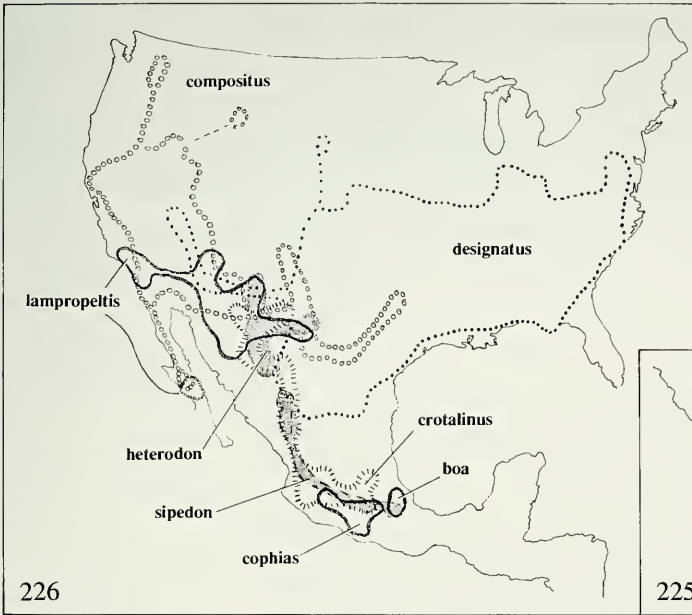 compositus
designatus
lampropeltis
heterodon
crotalinus
boa
sipedon
cophias
226
225